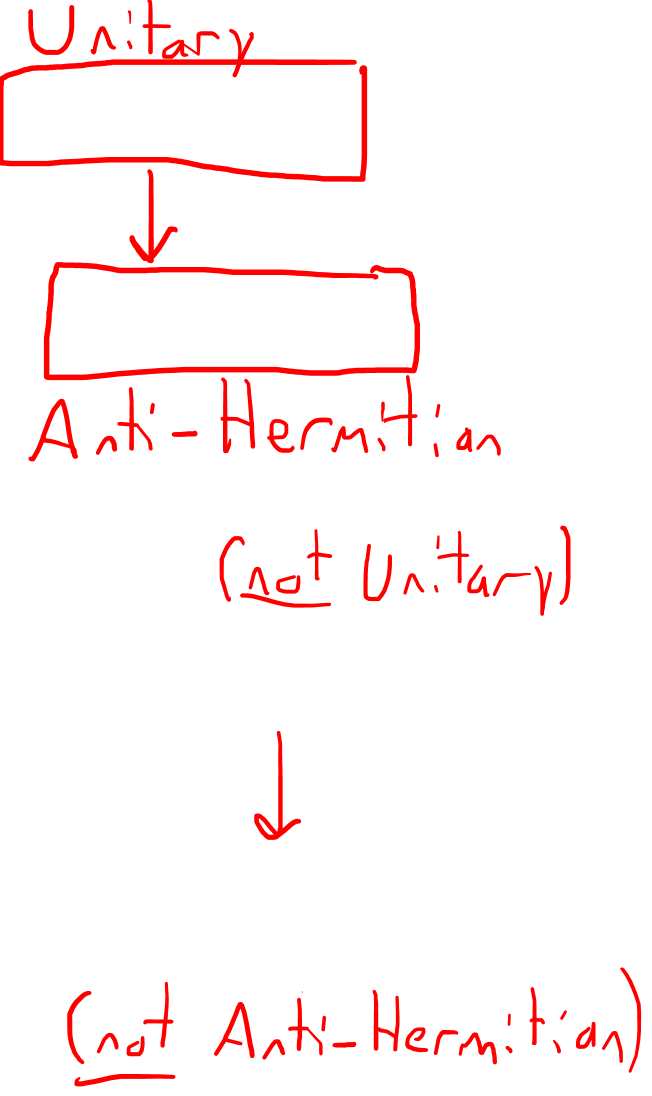 Unitary
Anti-Hermitian
(not Unitary)
(not Anti-Hermitian)